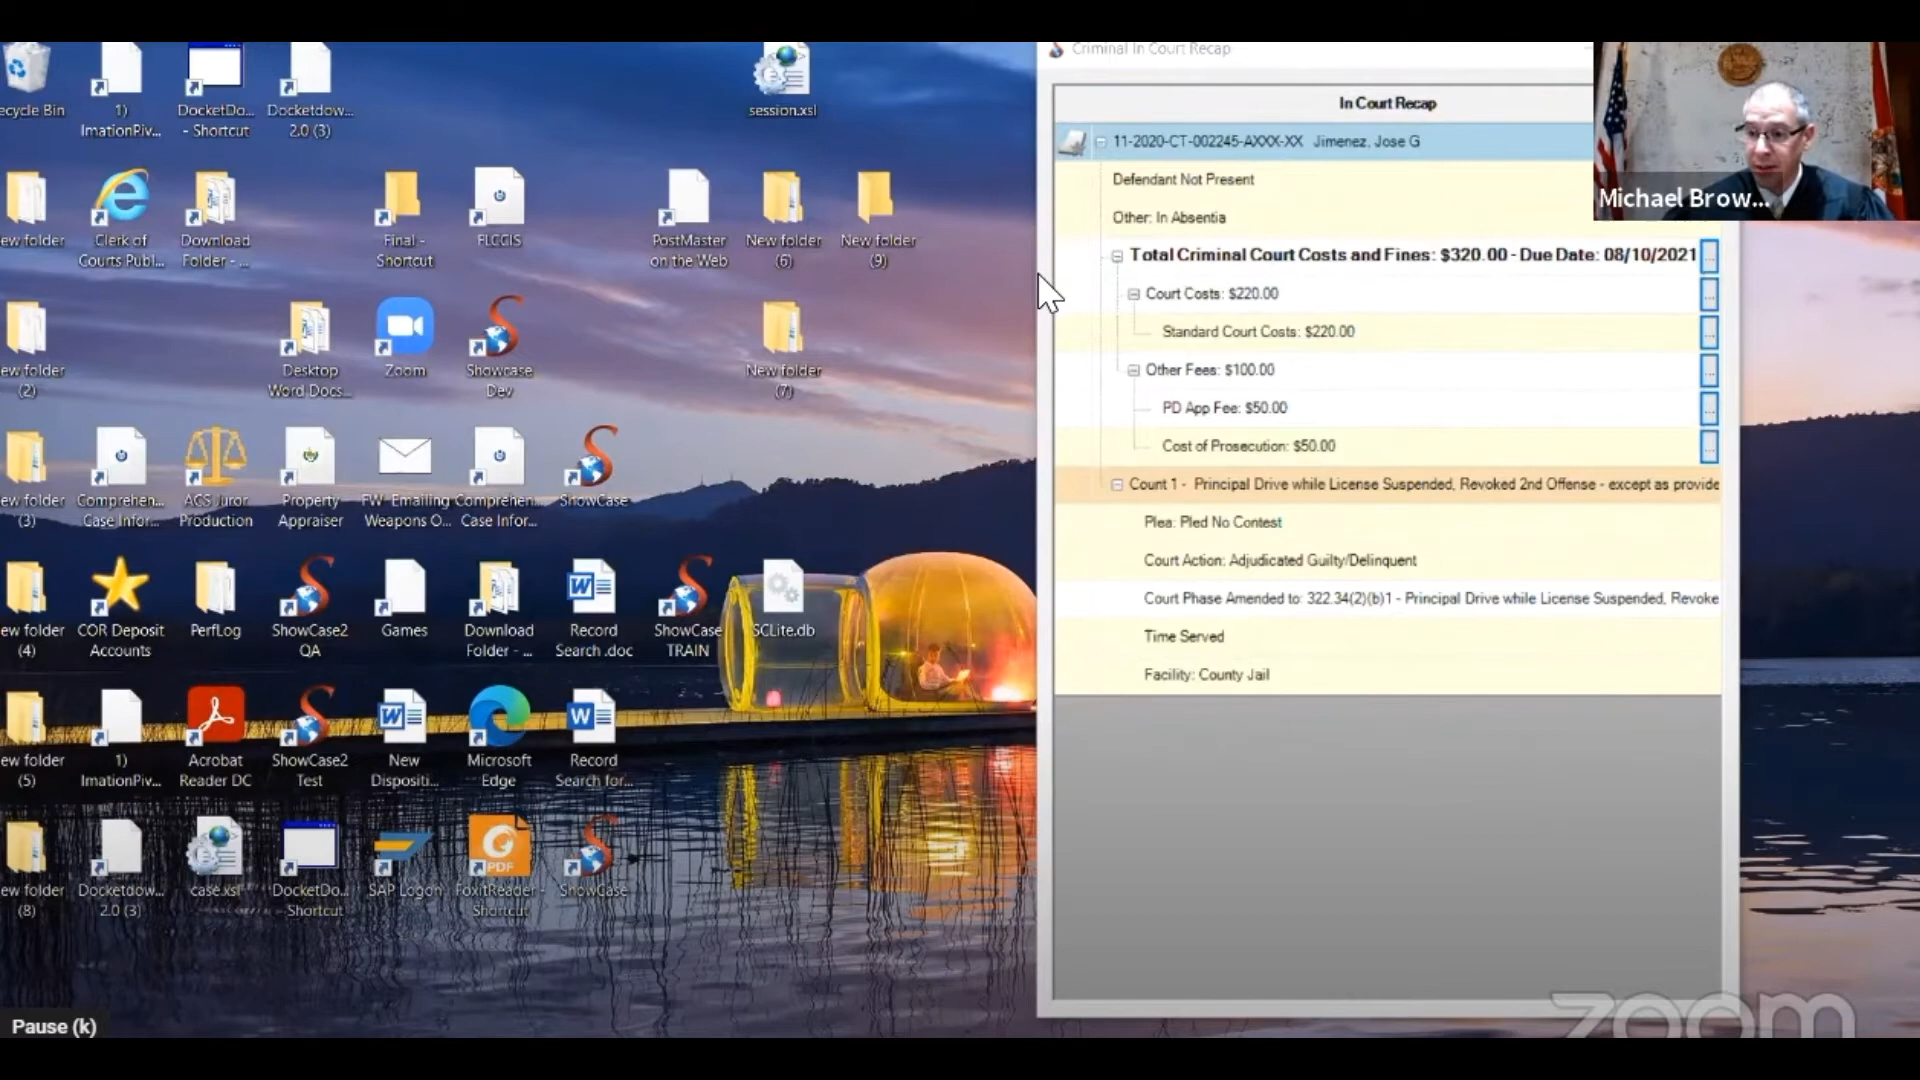 Criminal In Court Recap
In Court Recap
11-2020-CT-002245-AXXX-XX Jimenez, Jose G
Defendant Not Present
Other: In Absentia
Total Criminal Court Costs and Fines: $320.00 - Due Date: 08/10/2021
Court Costs: $220.00
Standard Court Costs: $220.00
Other Fees: $100.00
PD App Fee: $50.00
Cost of Prosecution: $50.00
Count 1 - Principal Drive while License Suspended, Revoked 2nd Offense - except as provide
Plea: Pled No Contest
Court Action: Adjudicated Guilty/Delinquent
Court Phase Amended to: 322.34(2)(b)1 - Principal Drive while License Suspended, Revoke
Time Served
Facility: County Jail
Michael Brow...
ecycle Bin
1)
ImationPiv...
DocketDo...
- Shortcut
Docketdow...
2.0 (3)
session.xsl
ew folder
Clerk of
Courts Publ...
Download
Folder - ...
Final -
Shortcut
FLCCIS
PostMaster
on the Web
New folder
(6)
New folder
(9)
ew folder
(2)
Desktop
Word Docs...
Zoom
Showcase
Dev
New folder
(7)
ew folder
(3)
Comprehen...
Case Infor...
ACS Juror
Production
Property
Appraiser
FW- Emailing
Weapons O...
Comprehen...
Case Infor...
ShowCase
ew folder
(4)
COR Deposit
Accounts
PerfLog
ShowCase2
QA
Games
Download
Folder - ...
Record
Search .doc
ShowCase
TRAIN
SCLite.db
ew folder
(5)
1)
ImationPiv...
Acrobat
Reader DC
ShowCase2
Test
New
Dispositi...
Microsoft
Edge
Record
Search for...
ew folder
(8)
Docketdow...
2.0 (3)
case.xsl
DocketDo...
- Shortcut
SAP Logon
PDF
FoxitReader -
Shortcut
ShowCase
Pause (k)
zoom